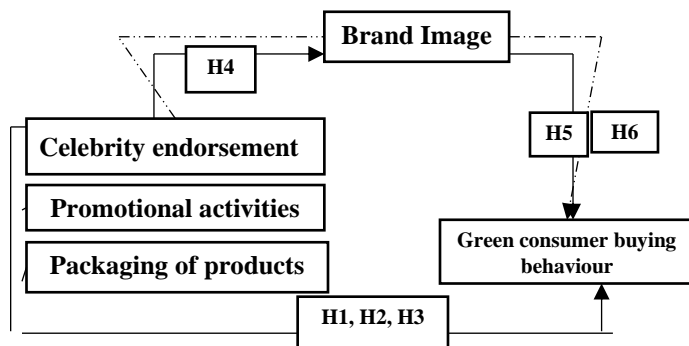 Brand Image
H4
H5
H6
Celebrity endorsement
Promotional activities
Packaging of products
Green consumer buying
behaviour
H1, H2, H3